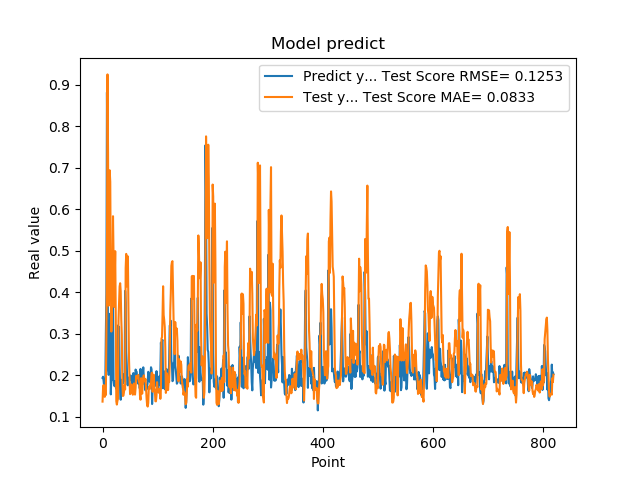 Model predict
Predict y... Test Score RMSE= 0.1253
Test y... Test Score MAE= 0.0833
0.9
0.8
0.7
0.6
0.5
0.4
0.3
0.2
0.1
Real value
0 200 400 600 800
Point